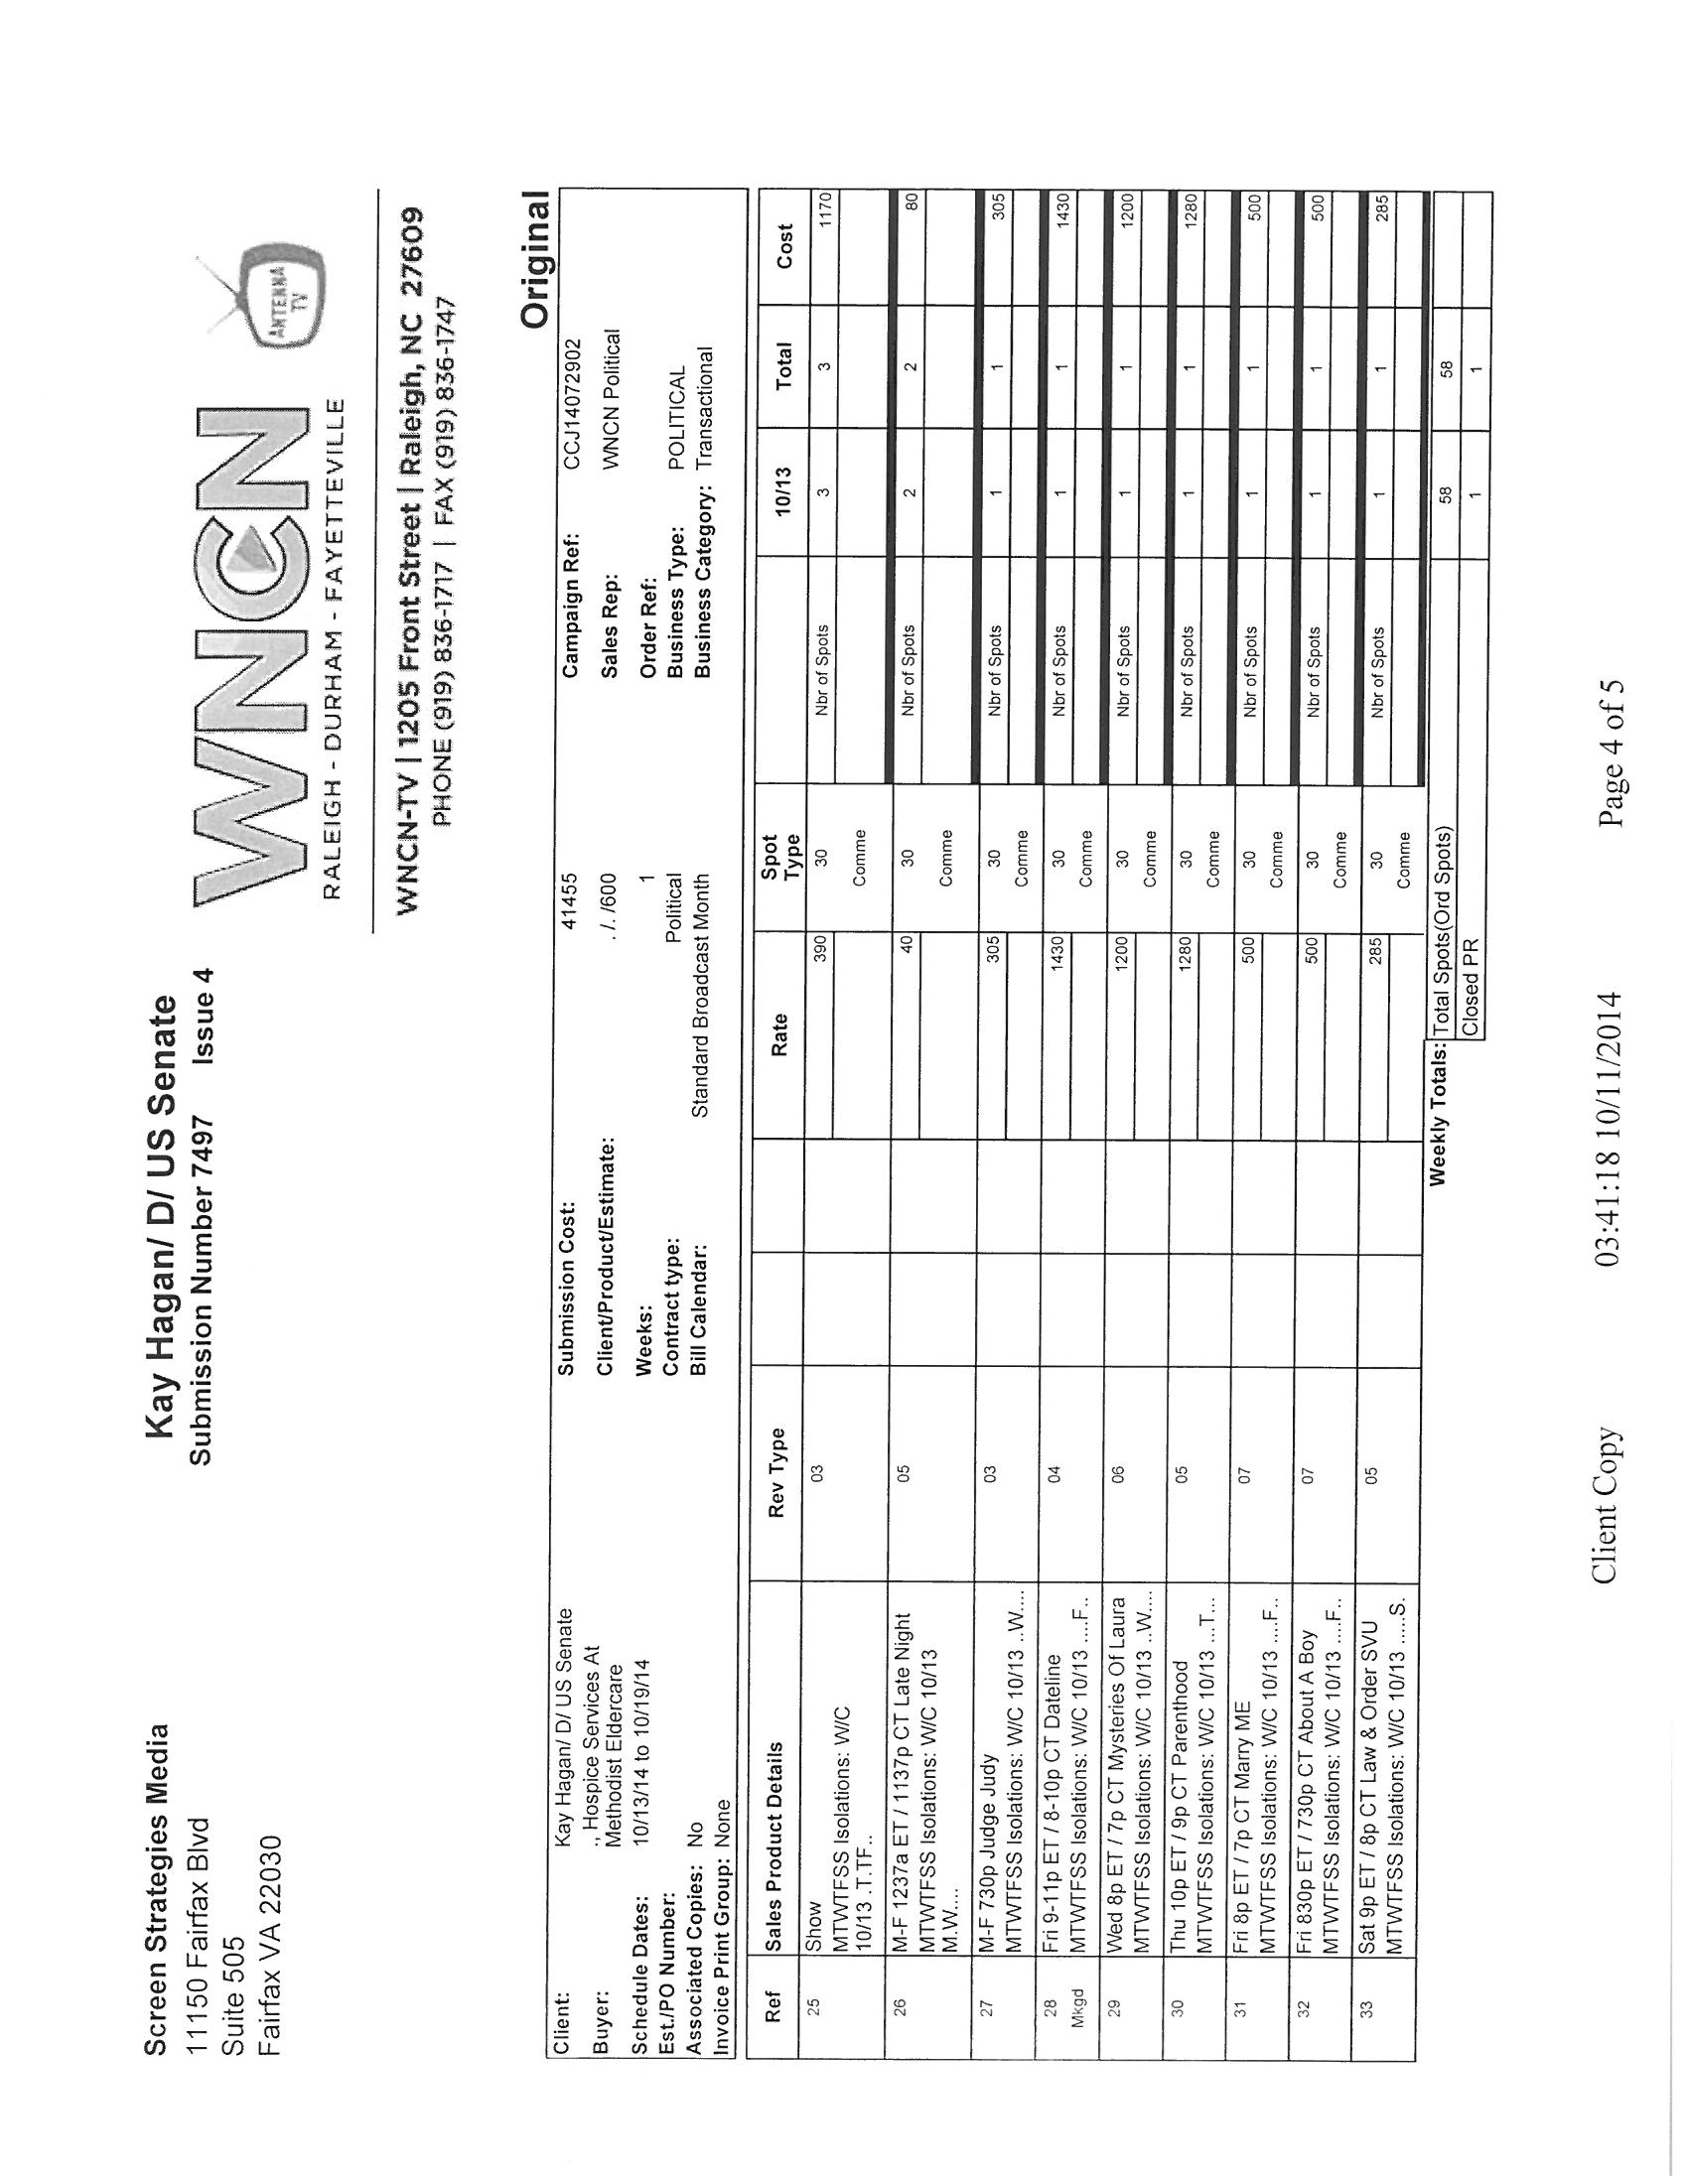 Screen Strategies Media
11150 Fairfax Blvd
Suite 505
Fairfax VA 22030
Kay Hagan/ D/ US Senate
Submission Number 7497 Issue 4
WNCN
RALEIGH - DURHAM - FAYETTEVILLE
ANTENNA TV
WNCN-TV | 1205 Front Street | Raleigh, NC 27609
PHONE (919) 836-1717 | FAX (919) 836-1747
Original
Client: Kay Hagan/ D/ US Senate Submission Cost: 41455 Campaign Ref: CCJ14072902
Buyer: ., Hospice Services At Methodist Eldercare Client/Product/Estimate: . /. /600 Sales Rep: WNCN Political
Schedule Dates: 10/13/14 to 10/19/14 Weeks: 1 Order Ref:
Est./PO Number: Contract type: Political Business Type: POLITICAL
Associated Copies: No Bill Calendar: Standard Broadcast Month Business Category: Transactional
Invoice Print Group: None
Ref Sales Product Details Rev Type Rate Spot Type 10/13 Total Cost
25 Show 03 390 30 Nbr of Spots 3 3 1170
MTWTFSS Isolations: W/C Comme
10/13 .T.TF..
26 M-F 1237a ET / 1137p CT Late Night 05 40 30 Nbr of Spots 2 2 80
MTWTFSS Isolations: W/C 10/13 Comme
M.W....
27 M-F 730p Judge Judy 03 305 30 Nbr of Spots 1 1 305
MTWTFSS Isolations: W/C 10/13 ..W.... Comme
28 Fri 9-11p ET / 8-10p CT Dateline 04 1430 30 Nbr of Spots 1 1 1430
Mkgd MTWTFSS Isolations: W/C 10/13 ....F.. Comme
29 Wed 8p ET / 7p CT Mysteries Of Laura 06 1200 30 Nbr of Spots 1 1 1200
MTWTFSS Isolations: W/C 10/13 ..W.... Comme
30 Thu 10p ET / 9p CT Parenthood 05 1280 30 Nbr of Spots 1 1 1280
MTWTFSS Isolations: W/C 10/13 ...T... Comme
31 Fri 8p ET / 7p CT Marry ME 07 500 30 Nbr of Spots 1 1 500
MTWTFSS Isolations: W/C 10/13 ....F.. Comme
32 Fri 830p ET / 730p CT About A Boy 07 500 30 Nbr of Spots 1 1 500
MTWTFSS Isolations: W/C 10/13 ....F.. Comme
33 Sat 9p ET / 8p CT Law & Order SVU 05 285 30 Nbr of Spots 1 1 285
MTWTFSS Isolations: W/C 10/13 .....S. Comme
Weekly Totals: Total Spots(Ord Spots) 58 58
Closed PR 1 1
Client Copy 03:41:18 10/11/2014 Page 4 of 5